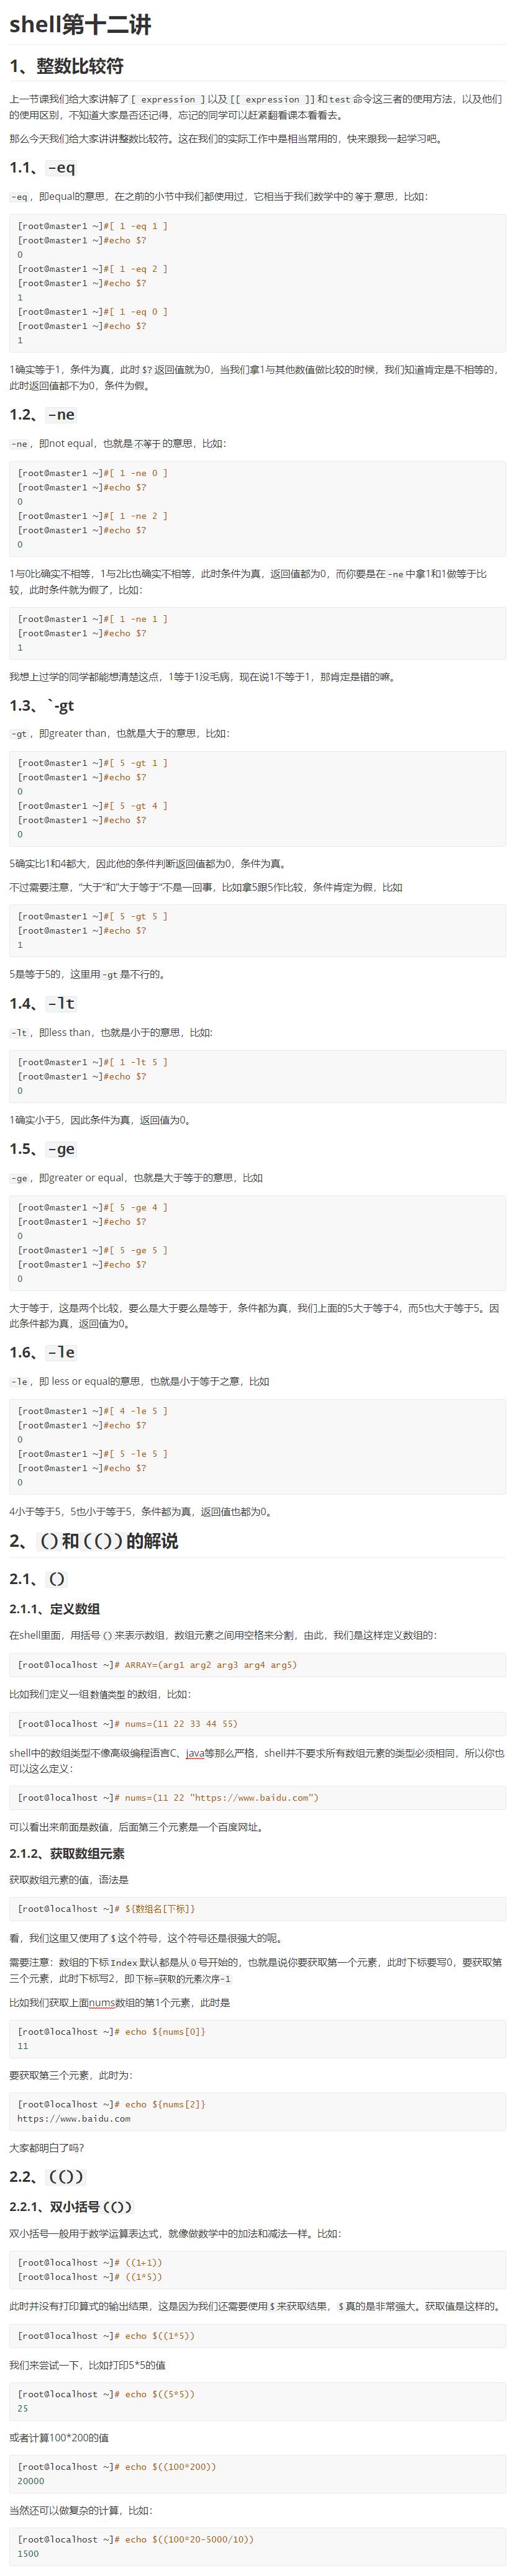 shell第十二讲
1、整数比较符
上一节课我们给大家讲解了[ expression ]以及[[ expression ]]和test命令这三者的使用方法，以及他们
的使用区别，不知道大家是否还记得，忘记的同学可以赶紧翻看课本看看去。
那么今天我们给大家讲讲整数比较符。这在我们的实际工作中是相当常用的，快来跟我一起学习吧。
1.1、-eq
-eq，即equal的意思，在之前的小节中我们都使用过，它相当于我们数学中的等于意思，比如：
[root@master1 ~]#[ 1 -eq 1 ]
[root@master1 ~]#echo $?
0
[root@master1 ~]#[ 1 -eq 2 ]
[root@master1 ~]#echo $?
1
[root@master1 ~]#[ 1 -eq 0 ]
[root@master1 ~]#echo $?
1
1确实等于1，条件为真，此时$?返回值就为0，当我们拿1与其他数值做比较的时候，我们知道肯定是不相等的，
此时返回值都不为0，条件为假。
1.2、-ne
-ne，即not equal，也就是不等于的意思，比如：
[root@master1 ~]#[ 1 -ne 0 ]
[root@master1 ~]#echo $?
0
[root@master1 ~]#[ 1 -ne 2 ]
[root@master1 ~]#echo $?
0
1与0比确实不相等，1与2比也确实不相等，此时条件为真，返回值都为0，而你要是在-ne中拿1和1做等于比
较，此时条件就为假了，比如：
[root@master1 ~]#[ 1 -ne 1 ]
[root@master1 ~]#echo $?
1
我想上过学的同学都能想清楚这点，1等于1没毛病，现在说1不等于1，那肯定是错的嘛。
1.3、`-gt
-gt，即greater than，也就是大于的意思，比如：
[root@master1 ~]#[ 5 -gt 1 ]
[root@master1 ~]#echo $?
0
[root@master1 ~]#[ 5 -gt 4 ]
[root@master1 ~]#echo $?
0
5确实比1和4都大，因此他的条件判断返回值都为0，条件为真。
不过需要注意，“大于”和”大于等于“不是一回事，比如拿5跟5作比较，条件肯定为假，比如
[root@master1 ~]#[ 5 -gt 5 ]
[root@master1 ~]#echo $?
1
5是等于5的，这里用-gt是不行的。
1.4、-lt
-lt，即less than，也就是小于的意思，比如:
[root@master1 ~]#[ 1 -lt 5 ]
[root@master1 ~]#echo $?
0
1确实小于5，因此条件为真，返回值为0。
1.5、-ge
-ge，即greater or equal，也就是大于等于的意思，比如
[root@master1 ~]#[ 5 -ge 4 ]
[root@master1 ~]#echo $?
0
[root@master1 ~]#[ 5 -ge 5 ]
[root@master1 ~]#echo $?
0
大于等于，这是两个比较，要么是大于要么是等于，条件都为真，我们上面的5大于等于4，而5也大于等于5。因
此条件都为真，返回值为0。
1.6、-le
-le，即 less or equal的意思，也就是小于等于之意，比如
[root@master1 ~]#[ 4 -le 5 ]
[root@master1 ~]#echo $?
0
[root@master1 ~]#[ 5 -le 5 ]
[root@master1 ~]#echo $?
0
4小于等于5，5也小于等于5，条件都为真，返回值也都为0。
2、()和(())的解说
2.1、()
2.1.1、定义数组
在shell里面，用括号()来表示数组，数组元素之间用空格来分割，由此，我们是这样定义数组的：
[root@localhost ~]# ARRAY=(arg1 arg2 arg3 arg4 arg5)
比如我们定义一组数值类型的数组，比如：
[root@localhost ~]# nums=(11 22 33 44 55)
shell中的数组类型不像高级编程语言C、java等那么严格，shell并不要求所有数组元素的类型必须相同，所以你也
可以这么定义：
[root@localhost ~]# nums=(11 22 "https://www.baidu.com")
可以看出来前面是数值，后面第三个元素是一个百度网址。
2.1.2、获取数组元素
获取数组元素的值，语法是
[root@localhost ~]# ${数组名[下标]}
看，我们这里又使用了$这个符号，这个符号还是很强大的呢。
需要注意：数组的下标Index默认都是从0号开始的，也就是说你要获取第一个元素，此时下标要写0，要获取第
三个元素，此时下标写2，即下标=获取的元素次序-1
比如我们获取上面nums数组的第1个元素，此时是
[root@localhost ~]# echo ${nums[0]}
11
要获取第三个元素，此时为：
[root@localhost ~]# echo ${nums[2]}
https://www.baidu.com
大家都明白了吗？
2.2、(())
2.2.1、双小括号(())
双小括号一般用于数学运算表达式，就像做数学中的加法和减法一样。比如：
[root@localhost ~]# ((1+1))
[root@localhost ~]# ((1*5))
此时并没有打印算式的输出结果，这是因为我们还需要使用$来获取结果，$真的是非常强大。获取值是这样的。
[root@localhost ~]# echo $((1*5))
我们来尝试一下，比如打印5*5的值
[root@localhost ~]# echo $((5*5))
25
或者计算100*200的值
[root@localhost ~]# echo $((100*200))
20000
当然还可以做复杂的计算，比如：
[root@localhost ~]# echo $((100*20-5000/10))
1500